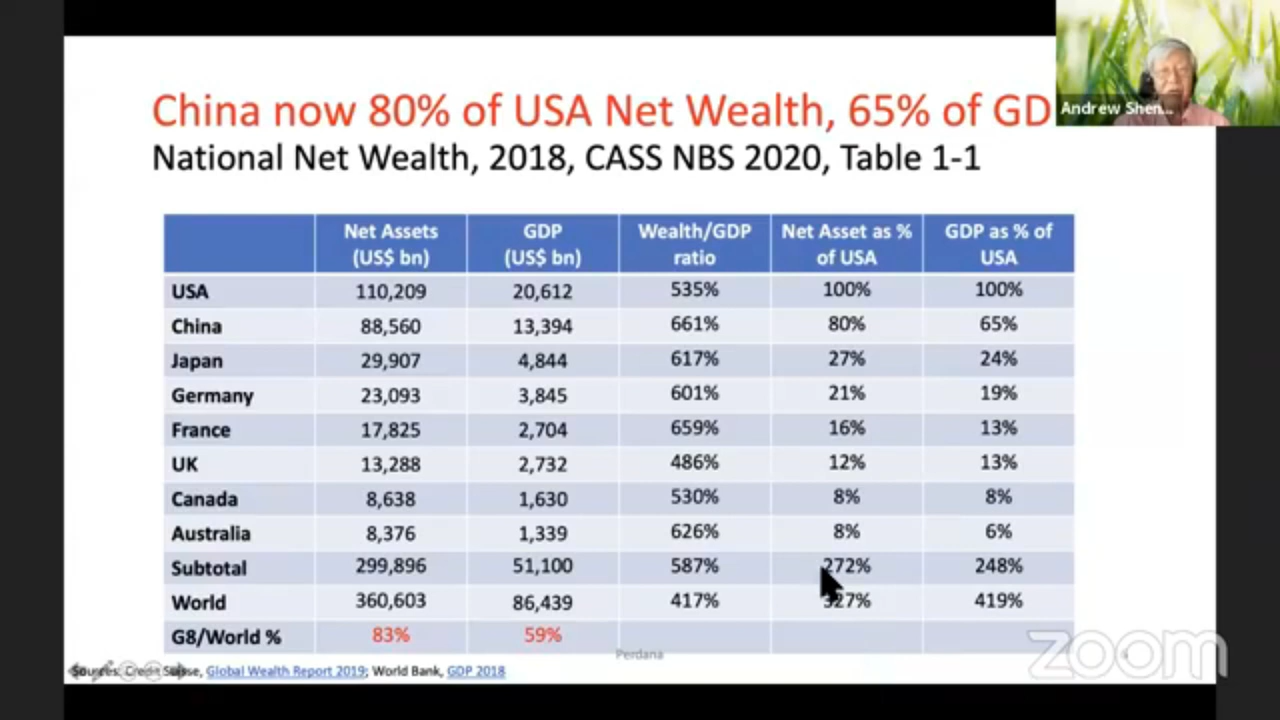 China now 80% of USA Net Wealth, 65% of GD
National Net Wealth, 2018, CASS NBS 2020, Table 1-1
Andrew Shen...
Net Assets (US$ bn) GDP (US$ bn) Wealth/GDP ratio Net Asset as % of USA GDP as % of USA
USA 110,209 20,612 535% 100% 100%
China 88,560 13,394 661% 80% 65%
Japan 29,907 4,844 617% 27% 24%
Germany 23,093 3,845 601% 21% 19%
France 17,825 2,704 659% 16% 13%
UK 13,288 2,732 486% 12% 13%
Canada 8,638 1,630 530% 8% 8%
Australia 8,376 1,339 626% 8% 6%
Subtotal 299,896 51,100 587% 272% 248%
World 360,603 86,439 417% 327% 419%
G8/World % 83% 59%
Perdana
Sources: Credit Suisse, Global Wealth Report 2019; World Bank, GDP 2018
zoom